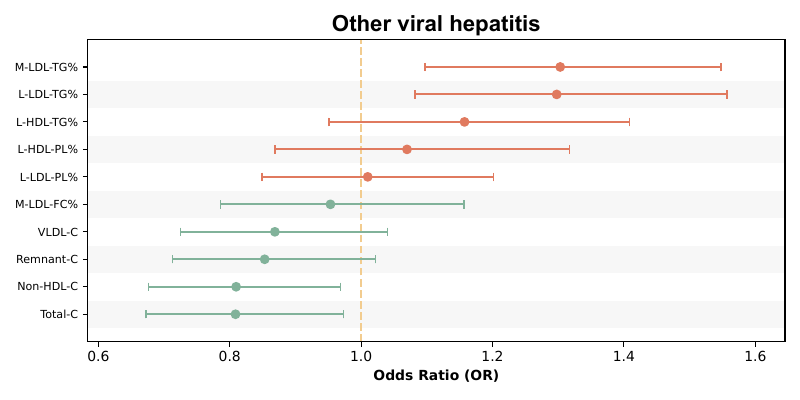 Other viral hepatitis
M-LDL-TG%
L-LDL-TG%
L-HDL-TG%
L-HDL-PL%
L-LDL-PL%
M-LDL-FC%
VLDL-C
Remnant-C
Non-HDL-C
Total-C
0.6 0.8 1.0 1.2 1.4 1.6
Odds Ratio (OR)